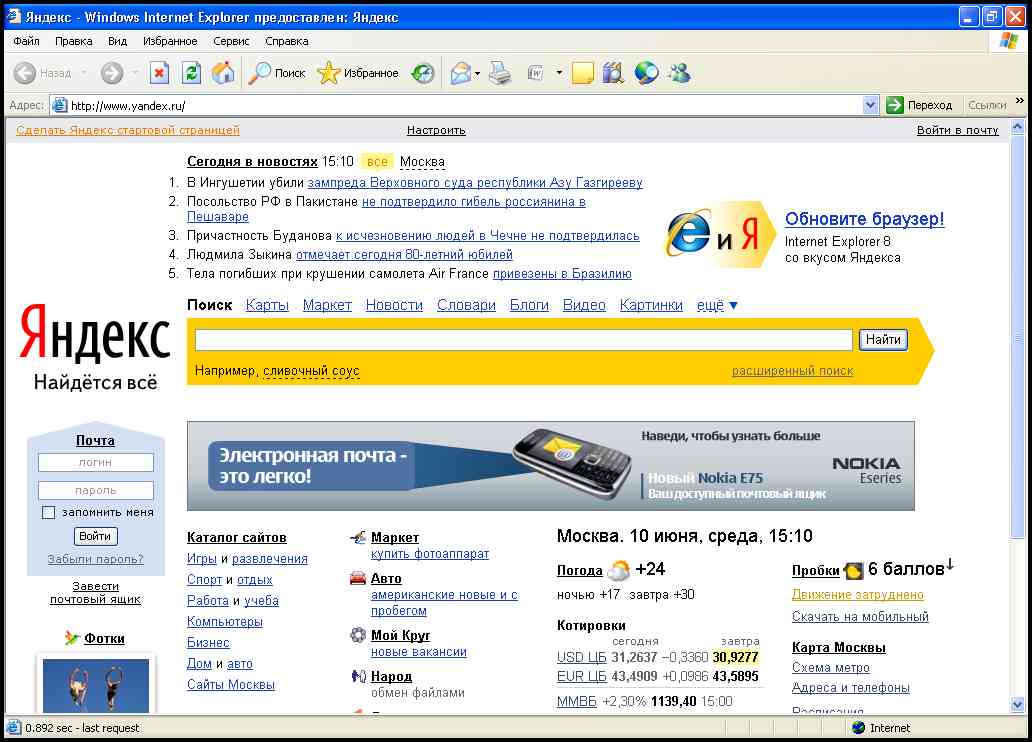 Яндекс - Windows Internet Explorer предоставлен: Яндекс
Файл Правка Вид Избранное Сервис Справка
Назад Поиск Избранное
Адрес: http://www.yandex.ru/ Переход Ссылки »
Сделать Яндекс стартовой страницей Настроить Войти в почту
Сегодня в новостях 15:10 все Москва
1. В Ингушетии убили зампреда Верховного суда республики Азу Газгирееву
2. Посольство РФ в Пакистане не подтвердило гибель россиянина в
Пешаваре
3. Причастность Буданова к исчезновению людей в Чечне не подтвердилась
4. Людмила Зыкина отмечает сегодня 80-летний юбилей
5. Тела погибших при крушении самолета Air France привезены в Бразилию
e и Я
Обновите браузер!
Internet Explorer 8
со вкусом Яндекса
Яндекс
Найдётся всё
Поиск Карты Маркет Новости Словари Блоги Видео Картинки ещё ▼
Найти
Например, сливочный соус расширенный поиск
Почта
логин
пароль
запомнить меня
Войти
Забыли пароль?
Завести
почтовый ящик
Фотки
Электронная почта -
это легко!
Наведи, чтобы узнать больше
Новый Nokia E75
Ваш доступный почтовый ящик
NOKIA
Eseries
Каталог сайтов
Игры и развлечения
Спорт и отдых
Работа и учеба
Компьютеры
Бизнес
Дом и авто
Сайты Москвы
Маркет
купить фотоаппарат
Авто
американские новые и с
пробегом
Мой Круг
новые вакансии
Народ
обмен файлами
Москва. 10 июня, среда, 15:10
Погода +24
ночью +17 завтра +30
Котировки
сегодня завтра
USD ЦБ 31,2637 −0,3360 30,9277
EUR ЦБ 43,4909 +0,0986 43,5895
ММВБ +2,30% 1139,40 15:00
Пробки 6 баллов↓
Движение затруднено
Скачать на мобильный
Карта Москвы
Схема метро
Адреса и телефоны
Расписания
0.892 sec - last request Internet